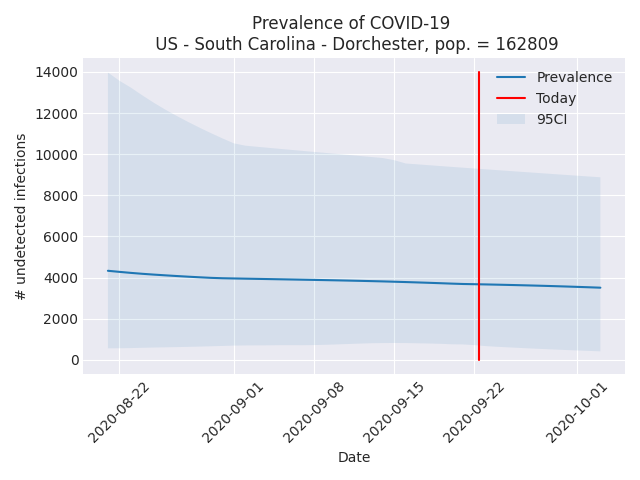 Prevalence of COVID-19
US - South Carolina - Dorchester, pop. = 162809
# undetected infections
14000
12000
10000
8000
6000
4000
2000
0
Prevalence
Today
95CI
2020-08-22
2020-09-01
2020-09-08
2020-09-15
2020-09-22
2020-10-01
Date